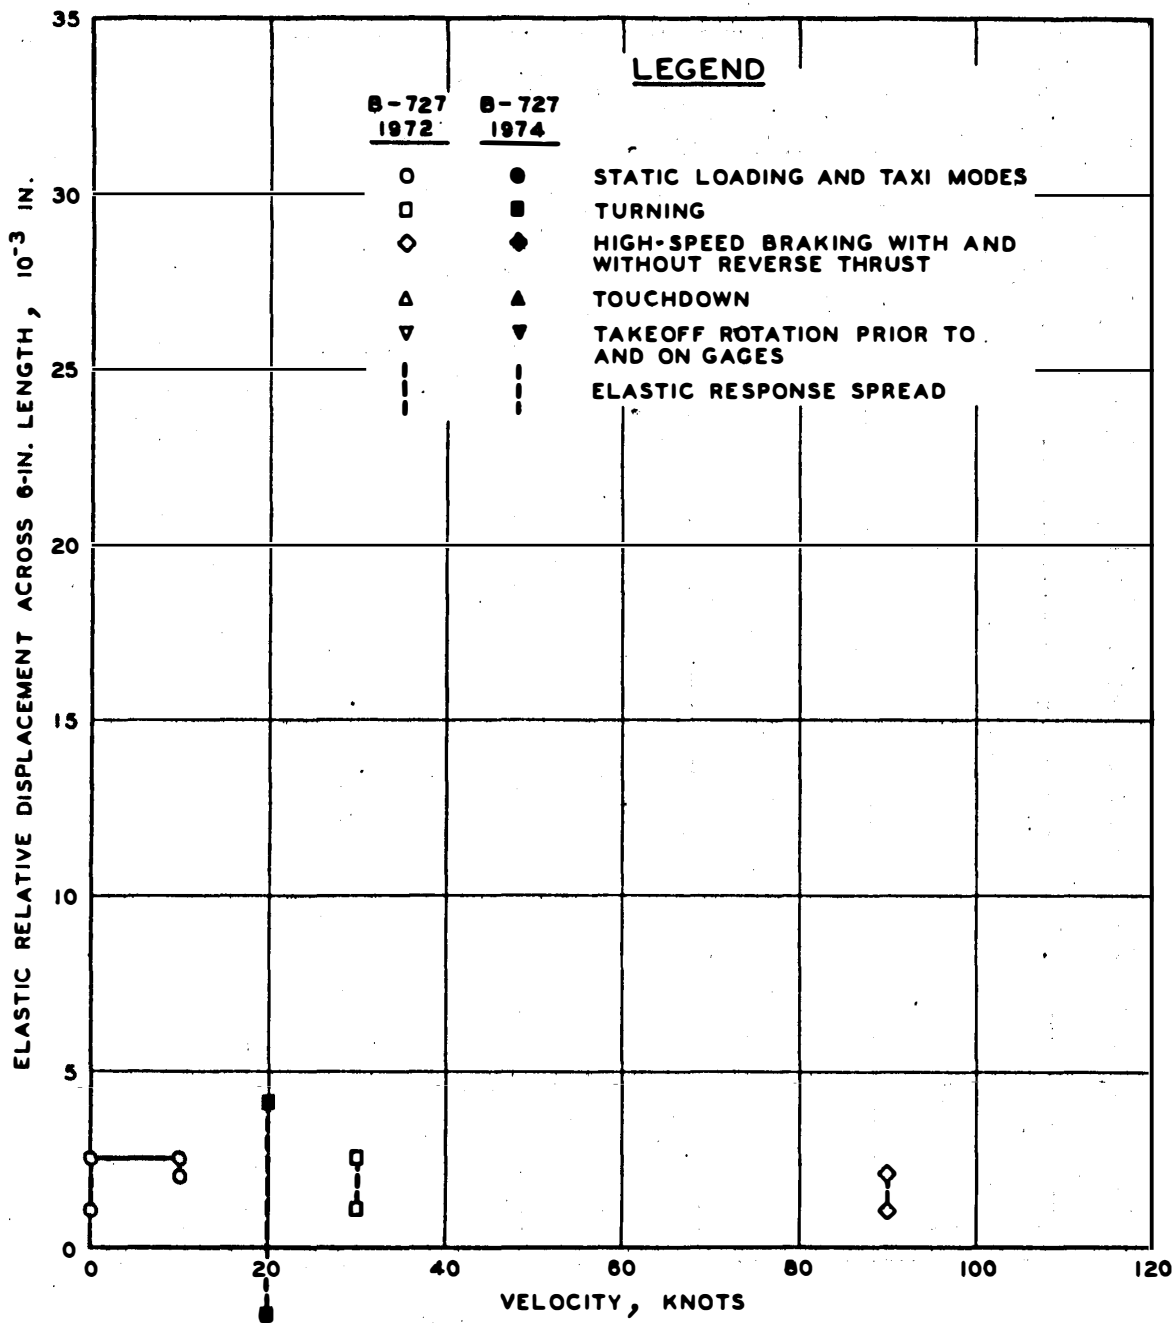 35
30
25
20
15
10
5
0
ELASTIC RELATIVE DISPLACEMENT ACROSS 6-IN. LENGTH, 10⁻³ IN.
LEGEND
B-727 B-727
1972 1974
STATIC LOADING AND TAXI MODES
TURNING
HIGH-SPEED BRAKING WITH AND
WITHOUT REVERSE THRUST
TOUCHDOWN
TAKEOFF ROTATION PRIOR TO
AND ON GAGES
ELASTIC RESPONSE SPREAD
0 20 40 60 80 100 120
VELOCITY, KNOTS